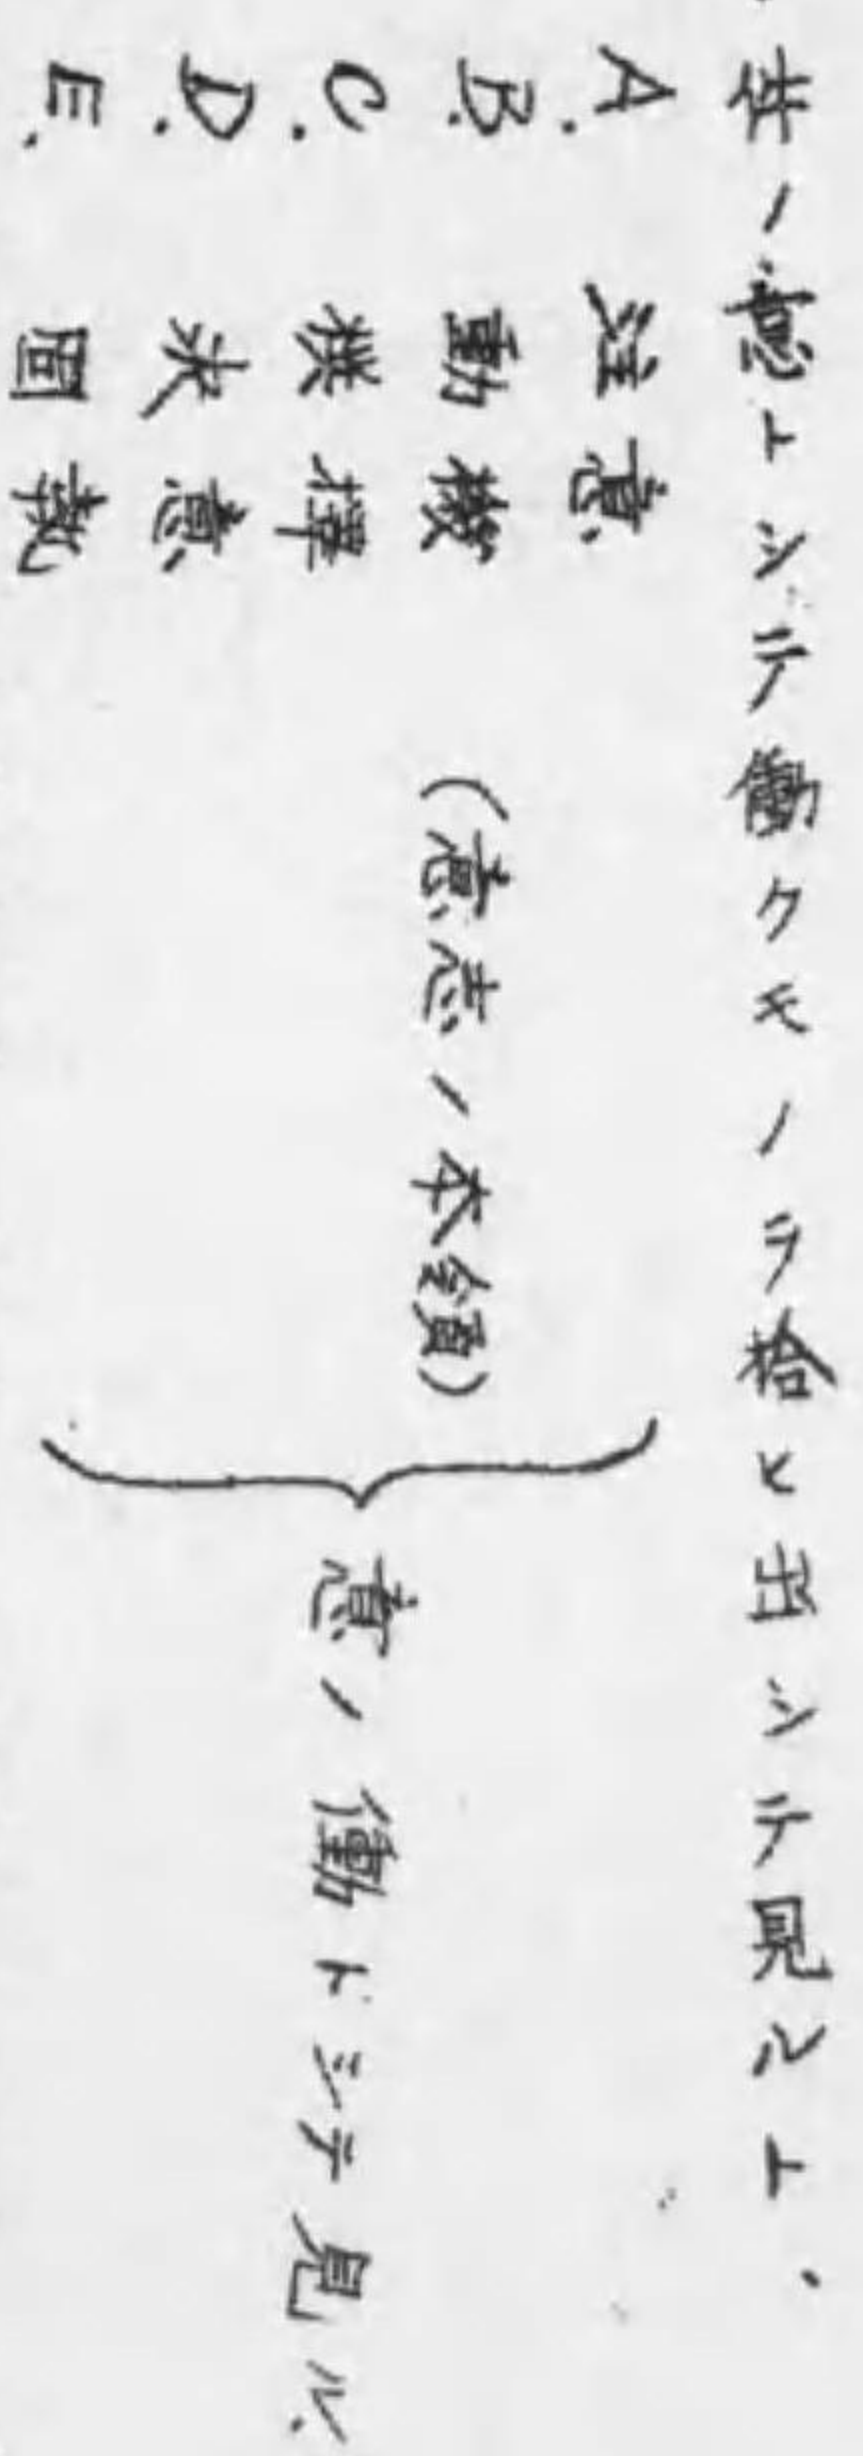 其ノ意トシテ働クモノヲ拾ヒ出シテ見ルト.
A. 注意
B. 動機 (意志ノ本領)
C. 撰擇
D. 決意
E. 固執
意ノ働トシテ見ル.